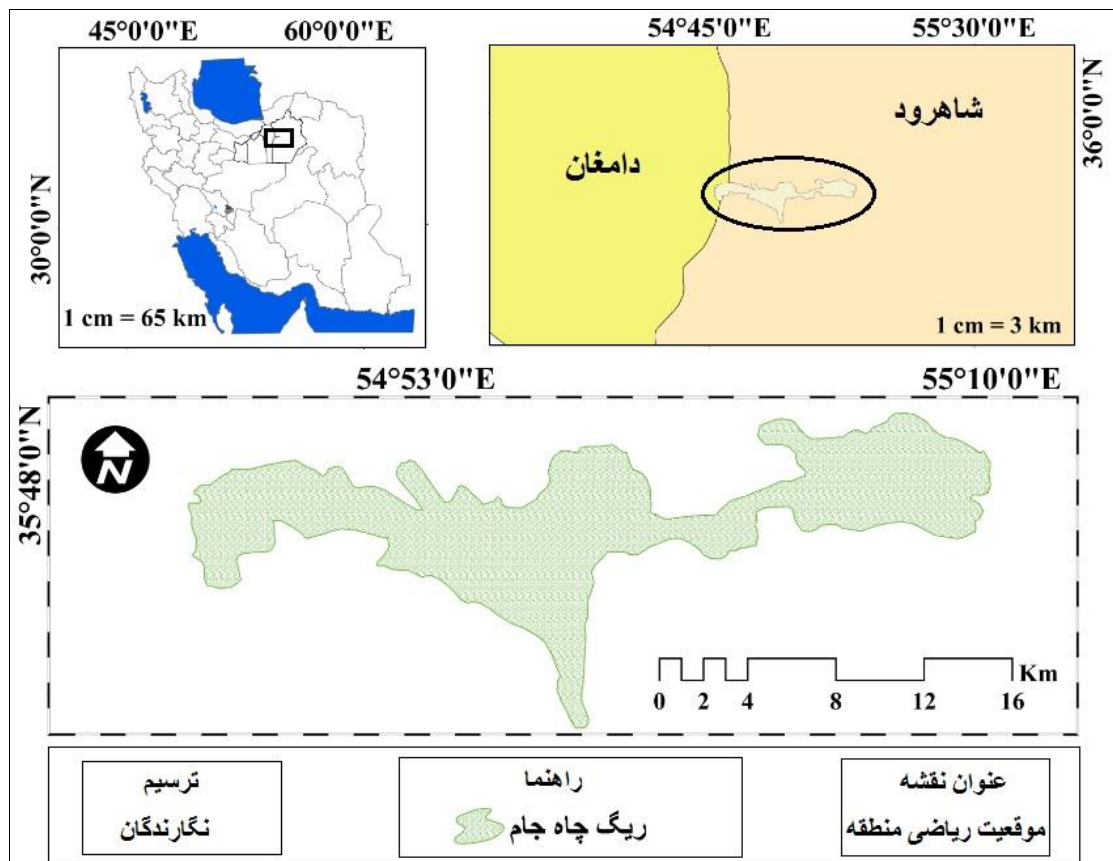 45°0'0"E 60°0'0"E
30°0'0"N
1 cm = 65 km
54°45'0"E 55°30'0"E
36°0'0"N
شاهرود
دامغان
1 cm = 3 km
54°53'0"E 55°10'0"E
35°48'0"N
N
Km
0 2 4 8 12 16
عنوان نقشه
موقعیت ریاضی منطقه
راهنما
ریگ چاه جام
ترسیم
نگارندگان